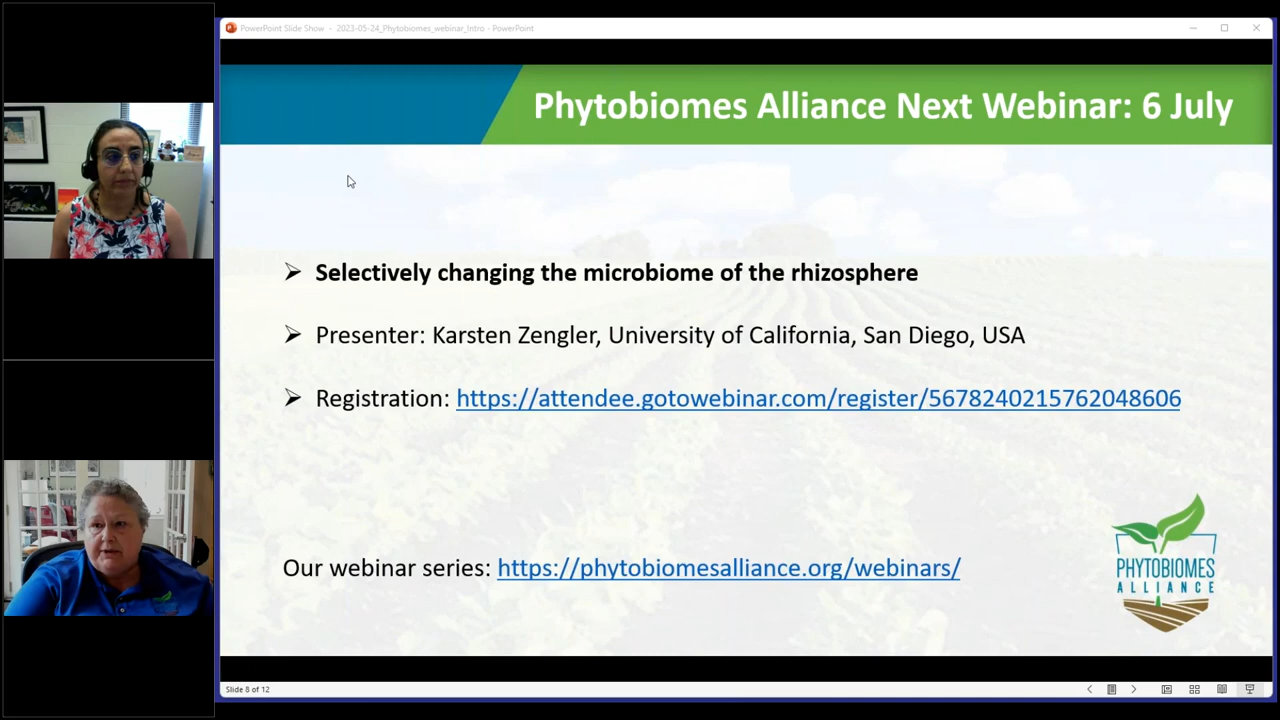 PowerPoint Slide Show - 2023-05-24_Phytobiomes_webinar_Intro - PowerPoint
Phytobiomes Alliance Next Webinar: 6 July
Selectively changing the microbiome of the rhizosphere
Presenter: Karsten Zengler, University of California, San Diego, USA
Registration: https://attendee.gotowebinar.com/register/5678240215762048606
Our webinar series: https://phytobiomesalliance.org/webinars/
PHYTOBIOMES
ALLIANCE
Slide 8 of 12